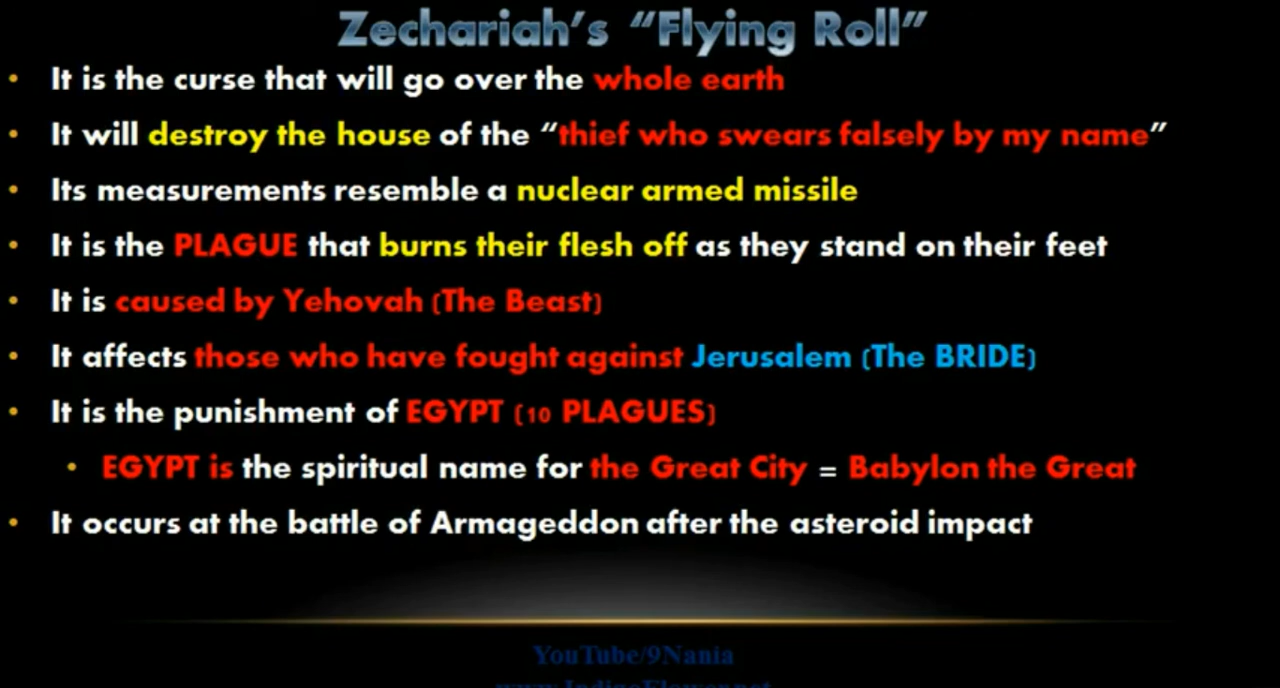 Zechariah's "Flying Roll"
• It is the curse that will go over the whole earth
• It will destroy the house of the "thief who swears falsely by my name"
• Its measurements resemble a nuclear armed missile
• It is the PLAGUE that burns their flesh off as they stand on their feet
• It is caused by Yehovah (The Beast)
• It affects those who have fought against Jerusalem (The BRIDE)
• It is the punishment of EGYPT (10 PLAGUES)
• EGYPT is the spiritual name for the Great City = Babylon the Great
• It occurs at the battle of Armageddon after the asteroid impact
YouTube/9Nania
www.IndigoFlower.net